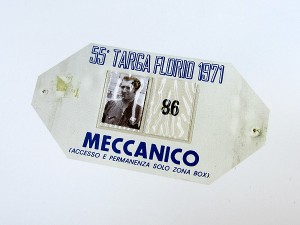 55ª TARGA FLORIO 1971
86
MECCANICO
(ACCESSO E PERMANENZA SOLO ZONA BOX)